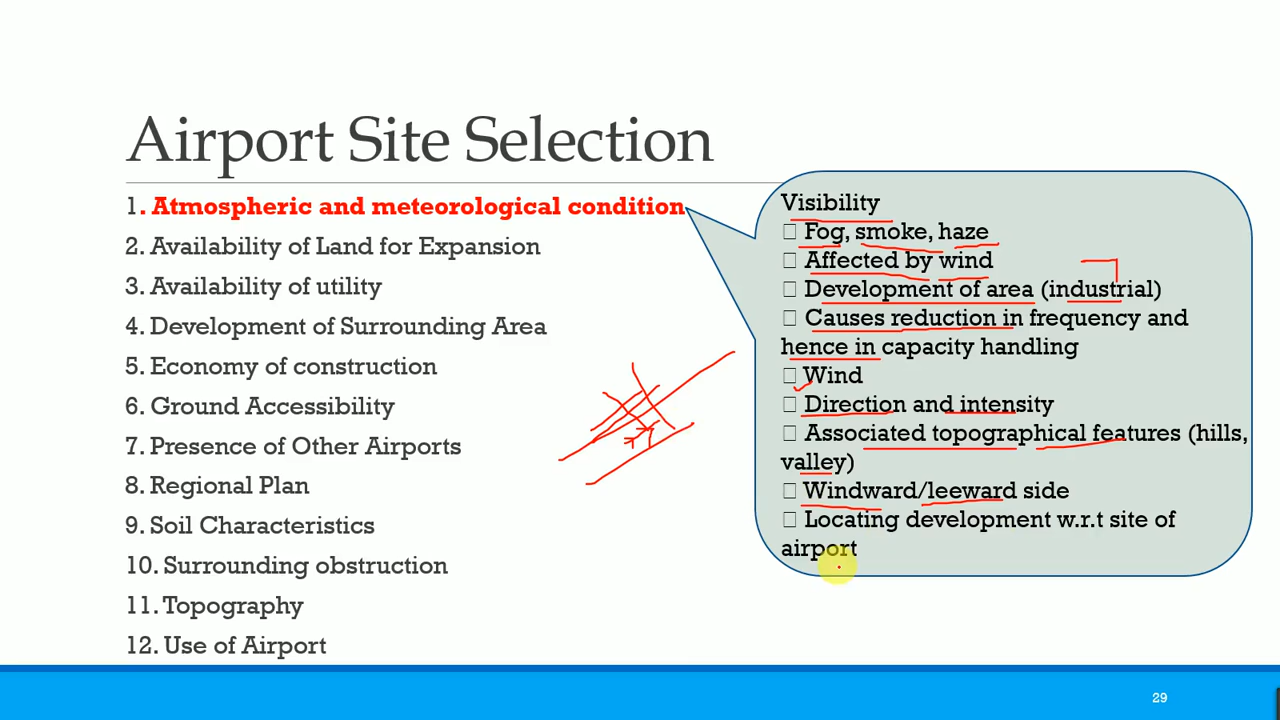 Airport Site Selection
1. Atmospheric and meteorological condition
2. Availability of Land for Expansion
3. Availability of utility
4. Development of Surrounding Area
5. Economy of construction
6. Ground Accessibility
7. Presence of Other Airports
8. Regional Plan
9. Soil Characteristics
10. Surrounding obstruction
11. Topography
12. Use of Airport
Visibility
□ Fog, smoke, haze
□ Affected by wind
□ Development of area (industrial)
□ Causes reduction in frequency and
hence in capacity handling
□ Wind
□ Direction and intensity
□ Associated topographical features (hills,
valley)
□ Windward/leeward side
□ Locating development w.r.t site of
airport
29